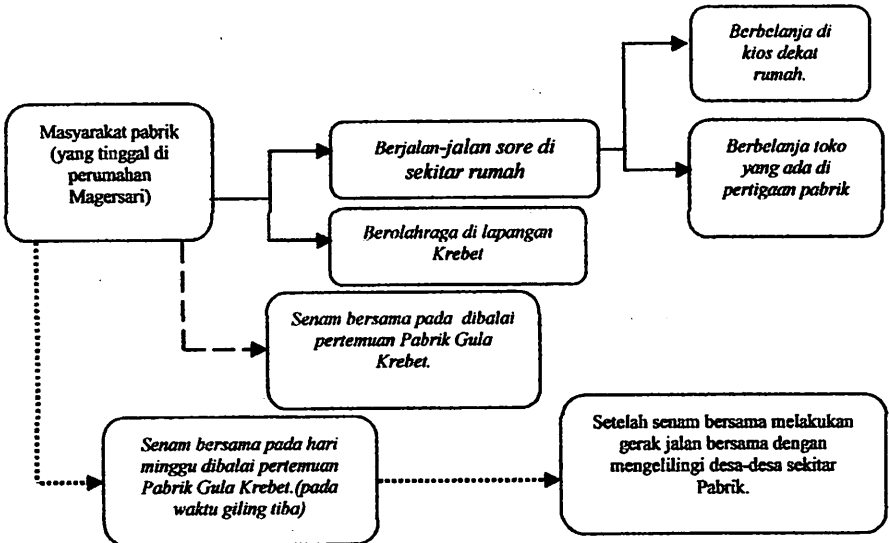 Berbelanja di
kios dekat
rumah.
Masyarakat pabrik
(yang tinggal di
perumahan
Magersari)
Berjalan-jalan sore di
sekitar rumah
Berbelanja toko
yang ada di
pertigaan pabrik
Berolahraga di lapangan
Krebet
Senam bersama pada dibalai
pertemuan Pabrik Gula
Krebet.
Senam bersama pada hari
minggu dibalai pertemuan
Pabrik Gula Krebet.(pada
waktu giling tiba)
Setelah senam bersama melakukan
gerak jalan bersama dengan
mengelilingi desa-desa sekitar
Pabrik.